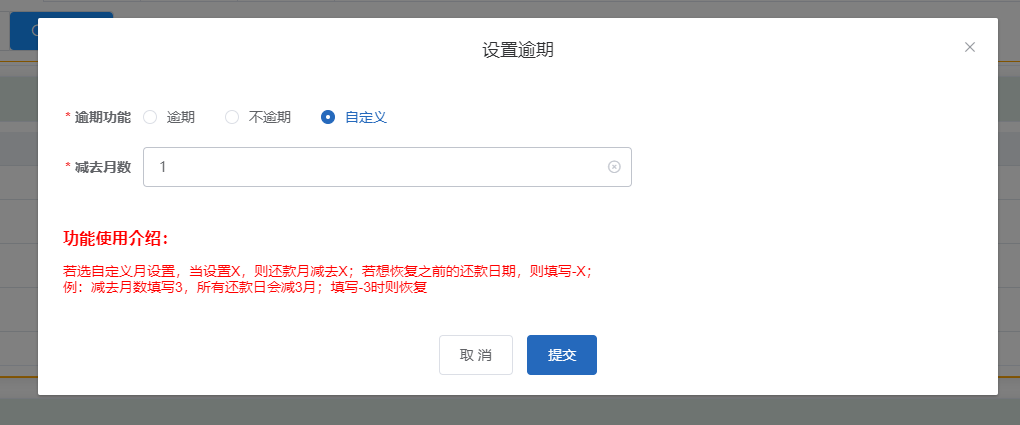 设置逾期
* 逾期功能 逾期 不逾期 自定义
* 减去月数 1
功能使用介绍：
若选自定义月设置，当设置X，则还款月减去X；若想恢复之前的还款日期，则填写-X；
例：减去月数填写3，所有还款日会减3月；填写-3时则恢复
取 消 提交